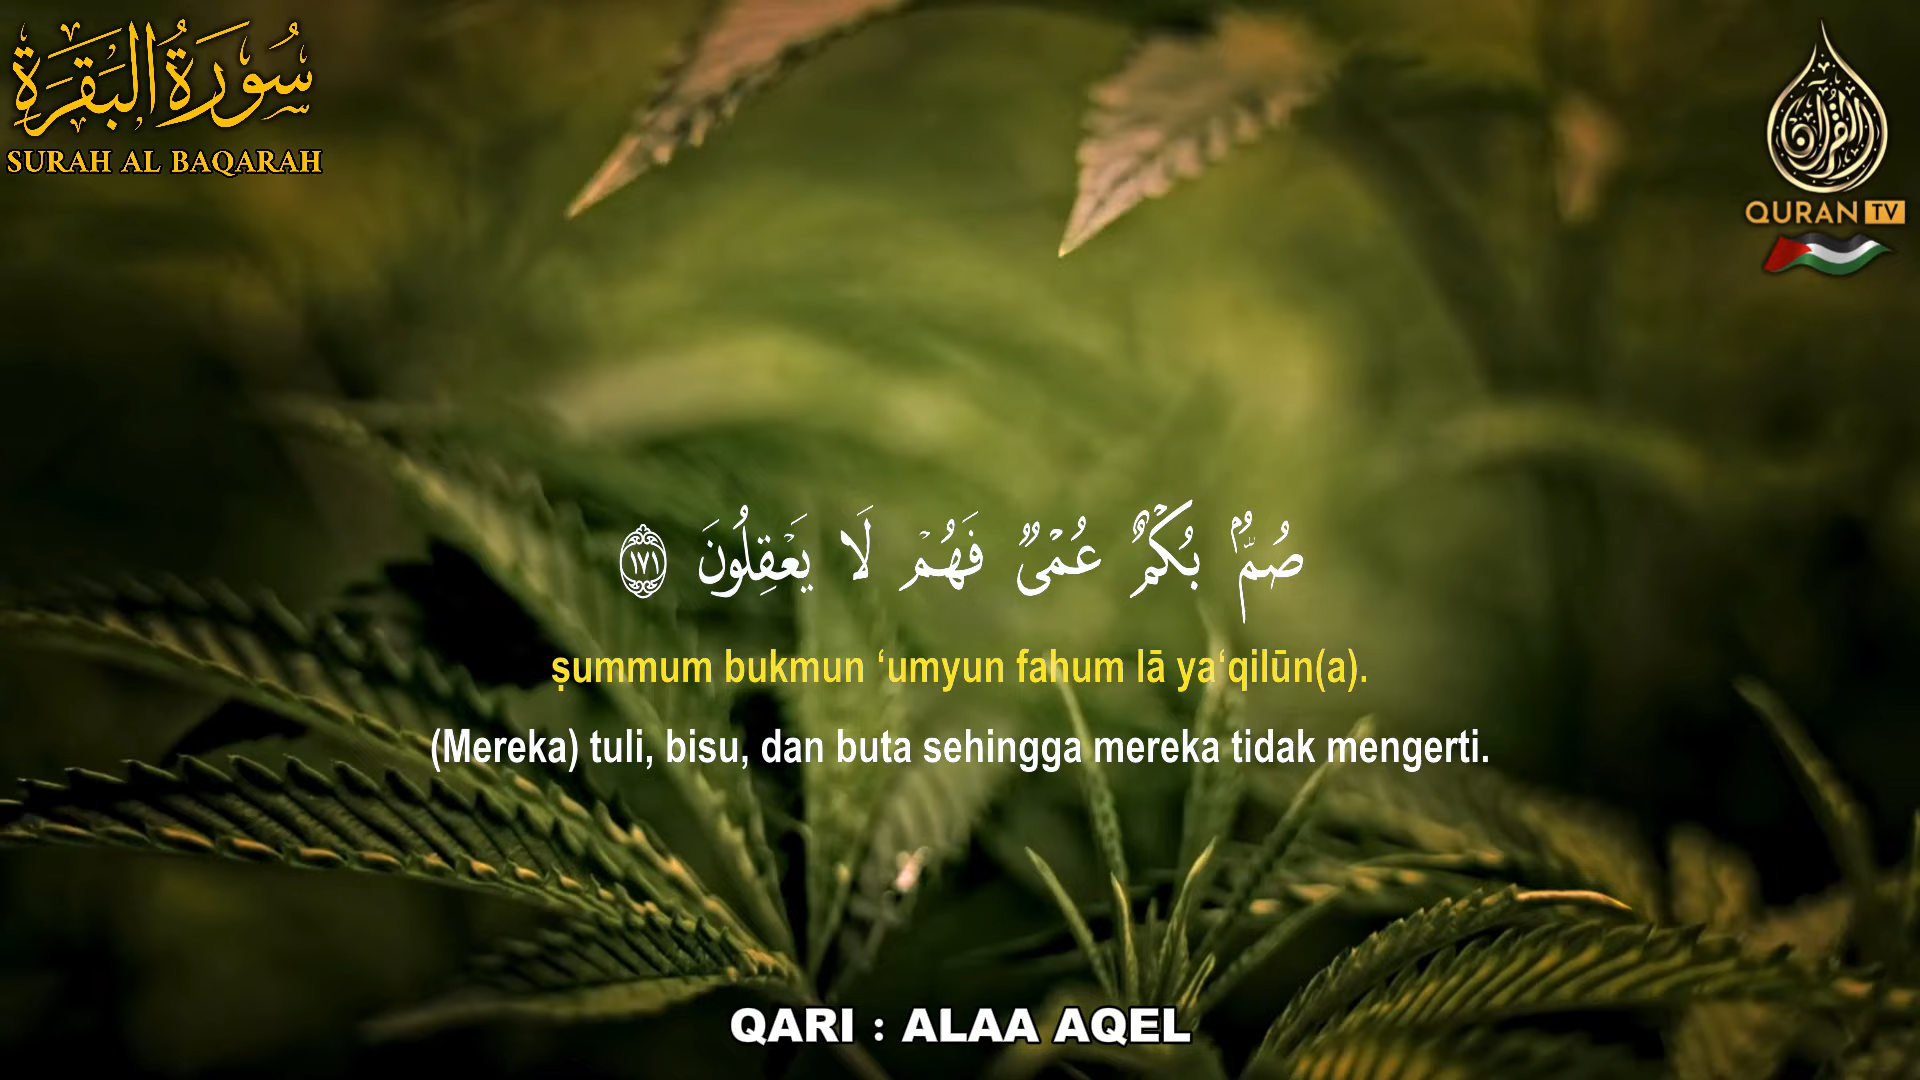 سُورَةُ البَقَرَةِ
SURAH AL BAQARAH
القرآن
QURAN TV
صُمٌّۢ بُكْمٌ عُمْىٌ فَهُمْ لَا يَعْقِلُونَ ١٧١
ṣummum bukmun ‘umyun fahum lā ya‘qilūn(a).
(Mereka) tuli, bisu, dan buta sehingga mereka tidak mengerti.
QARI : ALAA AQEL